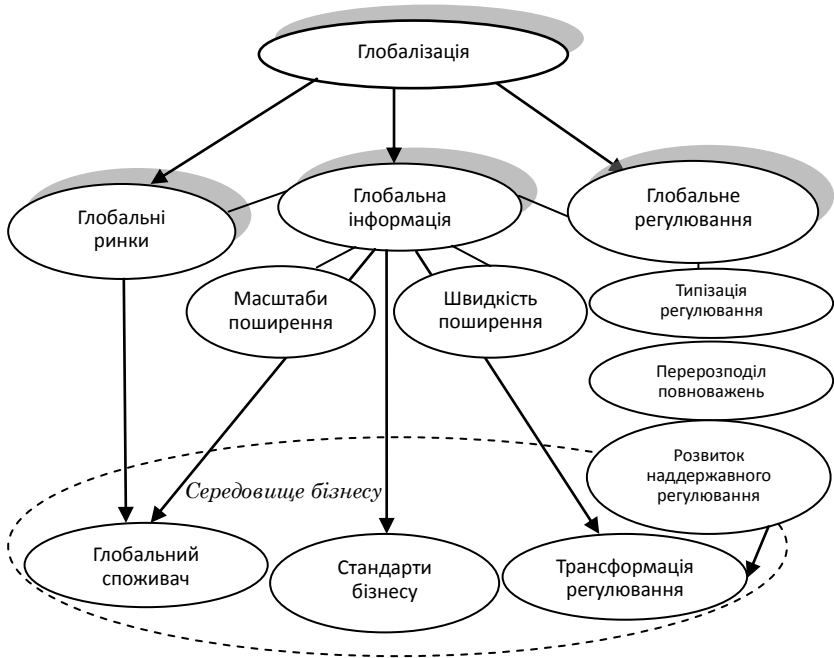 Глобалізація
Глобальні
ринки
Глобальна
інформація
Глобальне
регулювання
Масштаби
поширення
Швидкість
поширення
Типізація
регулювання
Перерозподіл
повноважень
Розвиток
наддержавного
регулювання
Середовище бізнесу
Глобальний
споживач
Стандарти
бізнесу
Трансформація
регулювання